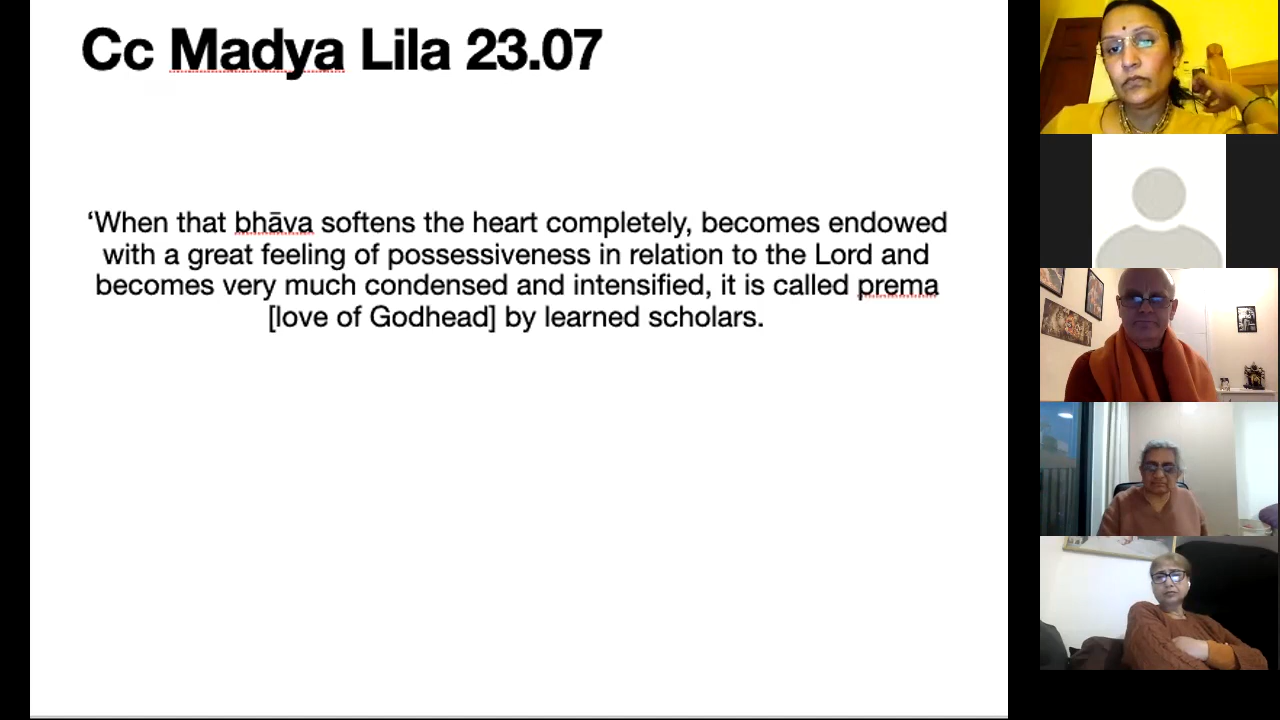 Cc Madya Lila 23.07
‘When that bhāva softens the heart completely, becomes endowed
with a great feeling of possessiveness in relation to the Lord and
becomes very much condensed and intensified, it is called prema
[love of Godhead] by learned scholars.